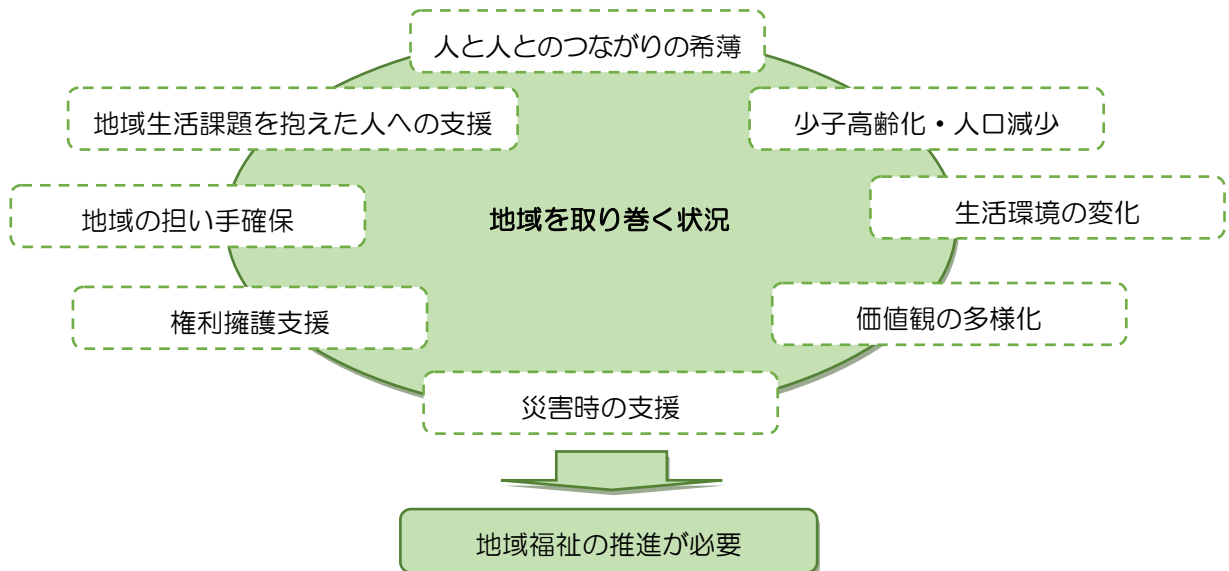 人と人とのつながりの希薄
地域生活課題を抱えた人への支援
少子高齢化・人口減少
地域の担い手確保
地域を取り巻く状況
生活環境の変化
権利擁護支援
価値観の多様化
災害時の支援
地域福祉の推進が必要